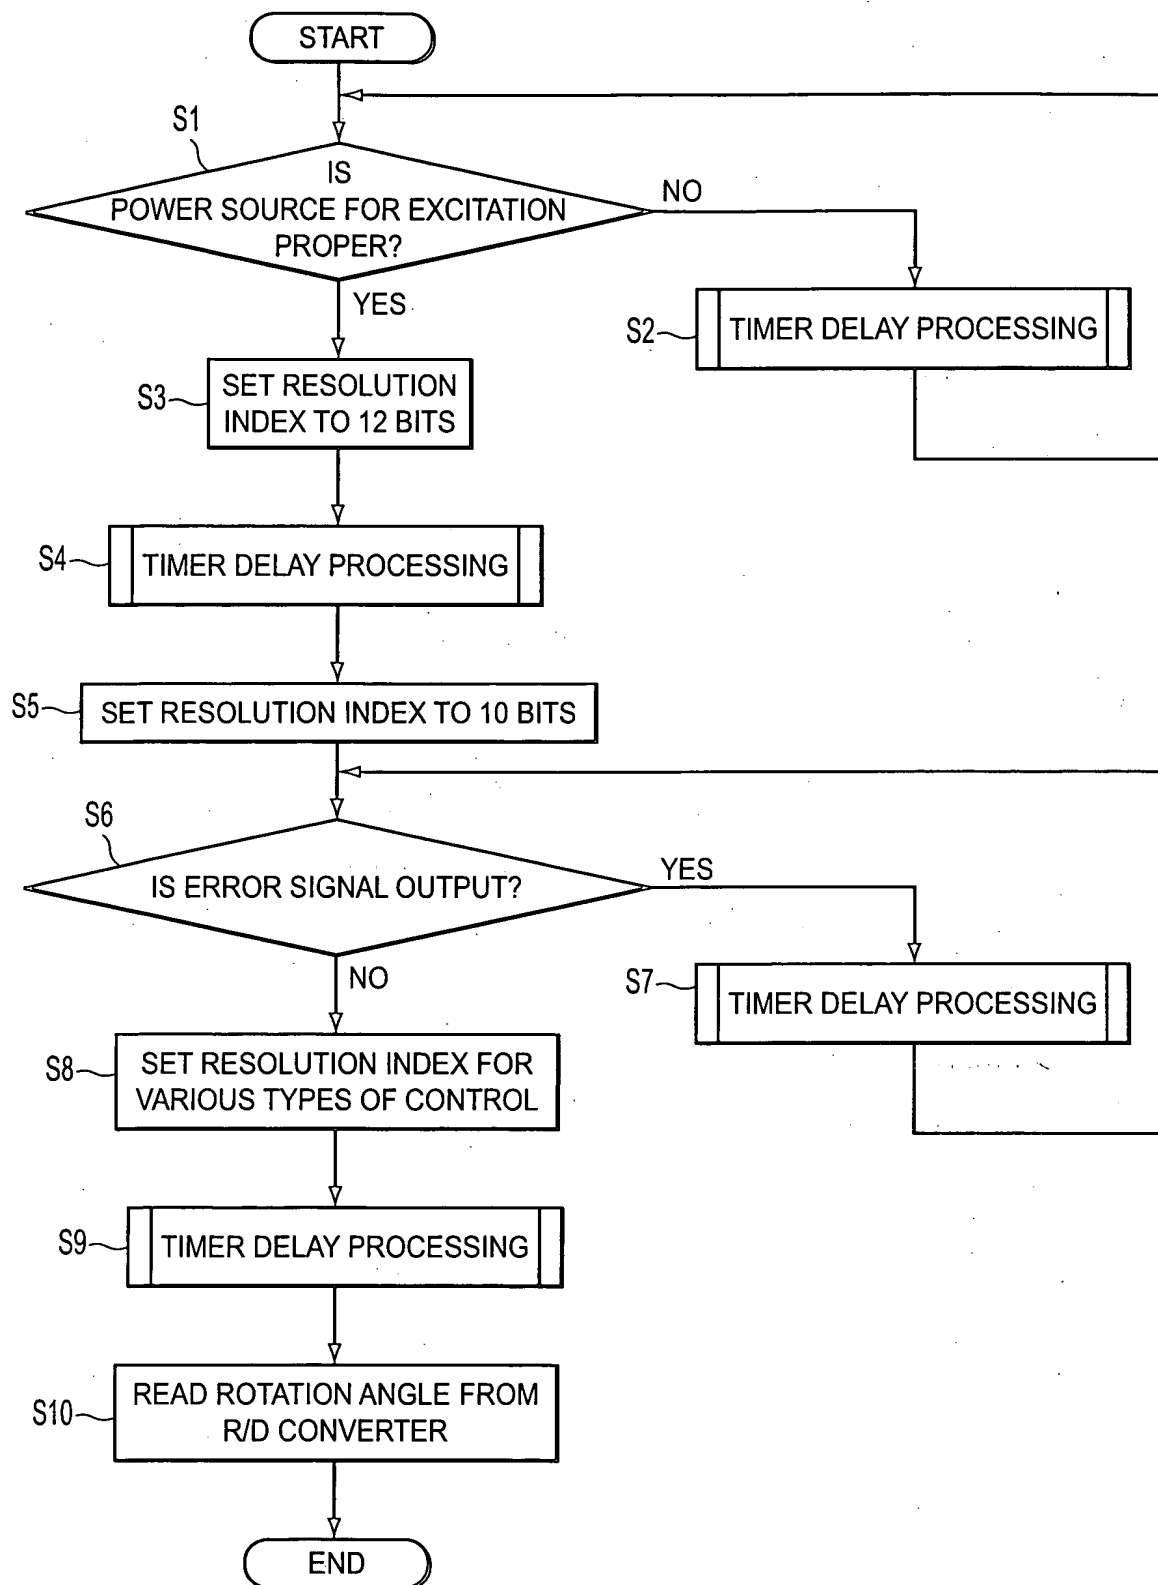 START
S1
IS
POWER SOURCE FOR EXCITATION
PROPER?
NO
YES
S2
TIMER DELAY PROCESSING
S3
SET RESOLUTION
INDEX TO 12 BITS
S4
TIMER DELAY PROCESSING
S5
SET RESOLUTION INDEX TO 10 BITS
S6
IS ERROR SIGNAL OUTPUT?
YES
NO
S7
TIMER DELAY PROCESSING
S8
SET RESOLUTION INDEX FOR
VARIOUS TYPES OF CONTROL
S9
TIMER DELAY PROCESSING
S10
READ ROTATION ANGLE FROM
R/D CONVERTER
END